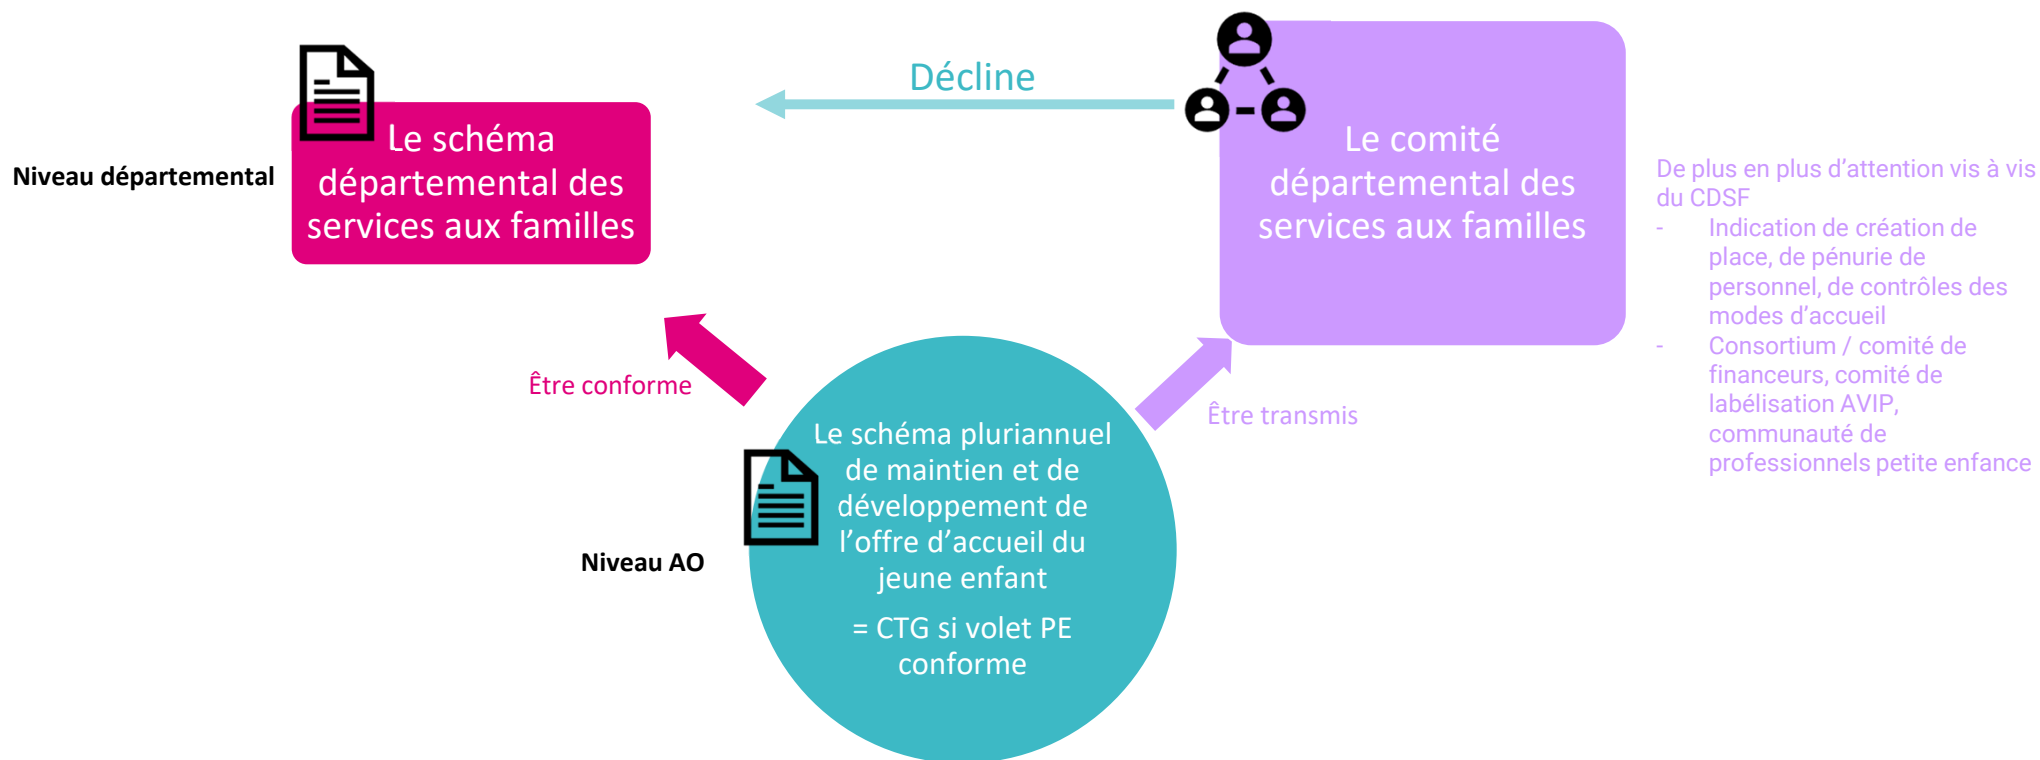 Niveau départemental
Le schéma
départemental des
services aux familles
Décline
Le comité
départemental des
services aux familles
De plus en plus d’attention vis à vis
du CDSF
- Indication de création de
place, de pénurie de
personnel, de contrôles des
modes d’accueil
- Consortium / comité de
financeurs, comité de
labélisation AVIP,
communauté de
professionnels petite enfance
Être conforme
Être transmis
Niveau AO
Le schéma pluriannuel
de maintien et de
développement de
l’offre d’accueil du
jeune enfant
= CTG si volet PE
conforme